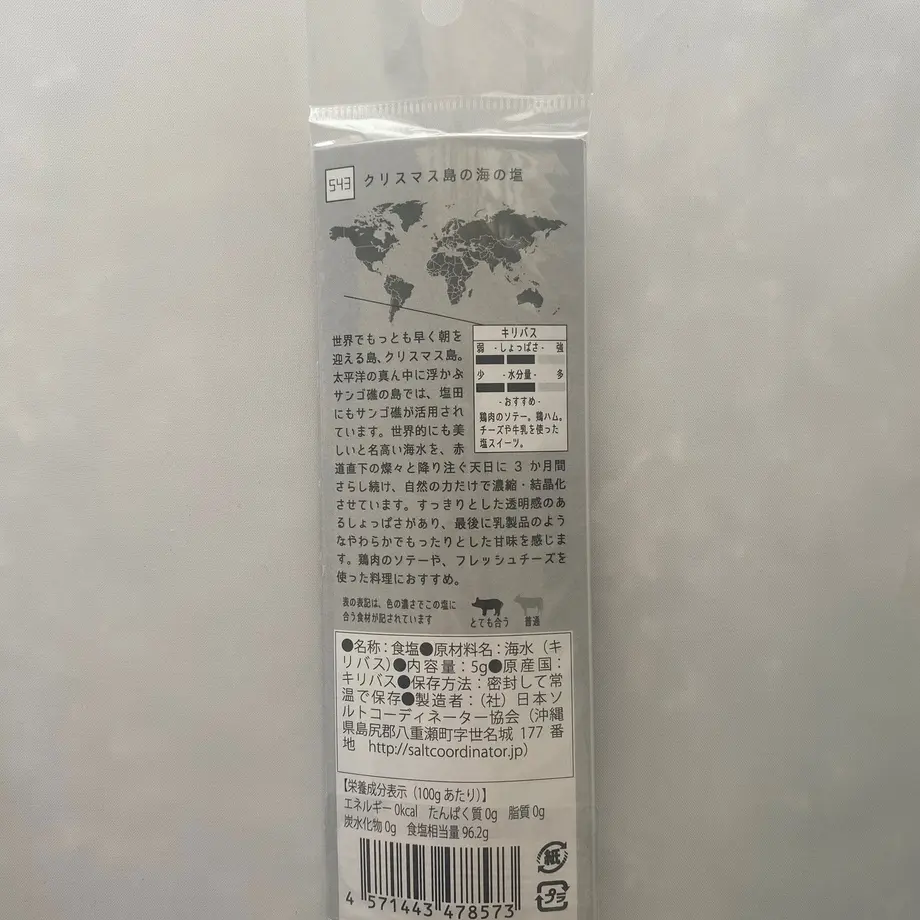 543 クリスマス島の海の塩
世界でもっとも早く朝を
迎える島、クリスマス島。
太平洋の真ん中に浮かぶ
サンゴ礁の島では、塩田
にもサンゴ礁が活用され
ています。世界的にも美
しいと名高い海水を、赤
道直下の燦々と降り注ぐ天日に 3 か月間
さらし続け、自然の力だけで濃縮・結晶化
させています。すっきりとした透明感のあ
るしょっぱさがあり、最後に乳製品のよう
なやわらかでもったりとした甘味を感じま
す。鶏肉のソテーや、フレッシュチーズを
使った料理におすすめ。
キリバス
弱 -しょっぱさ- 強
少 -水分量- 多
-おすすめ-
鶏肉のソテー。鶏ハム。
チーズや牛乳を使った
塩スイーツ。
表の表記は、色の濃さでこの塩に
合う食材が記されています
とても合う 普通
●名称：食塩●原材料名：海水（キ
リバス）●内容量：5g●原産国：
キリバス●保存方法：密封して常
温で保存●製造者：（社）日本ソ
ルトコーディネーター協会（沖縄
県島尻郡八重瀬町字世名城 177 番
地 http://saltcoordinator.jp）
【栄養成分表示（100gあたり）】
エネルギー 0kcal たんぱく質 0g 脂質 0g
炭水化物 0g 食塩相当量 96.2g
紙
プラ
4 571443 478573